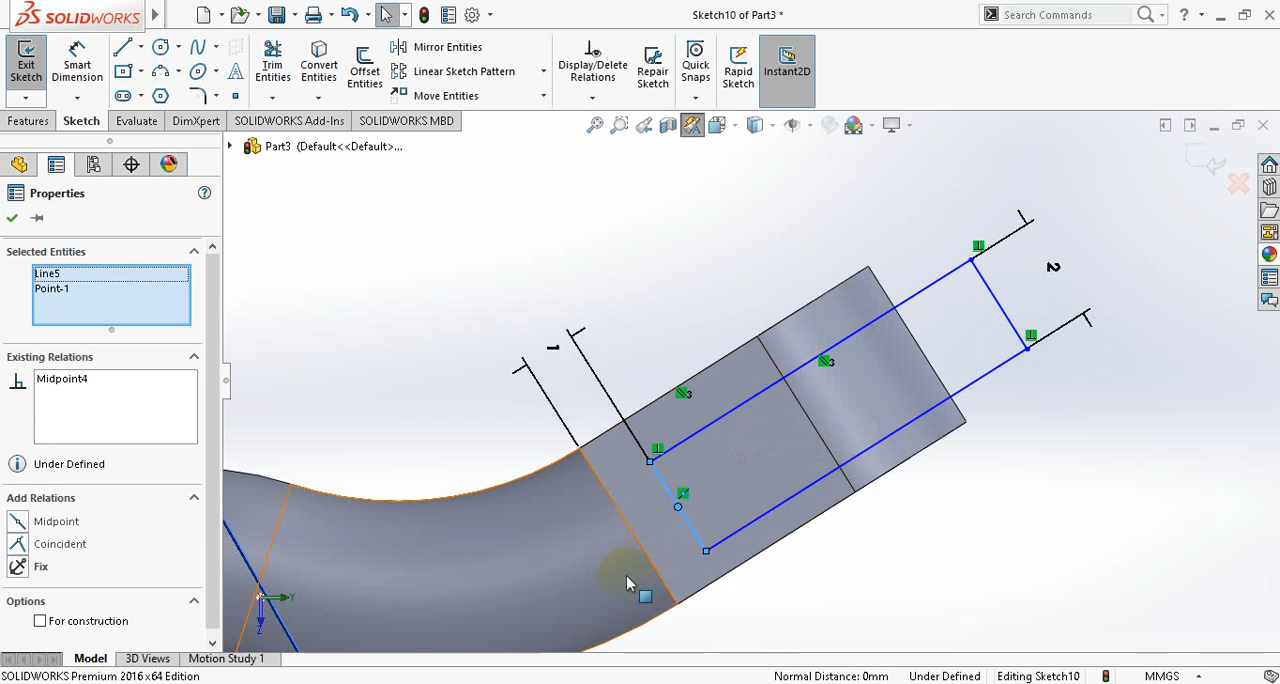 SOLIDWORKS
Sketch10 of Part3 *
Search Commands
?
Exit Sketch
Smart Dimension
Trim Entities
Convert Entities
Offset Entities
Mirror Entities
Linear Sketch Pattern
Move Entities
Display/Delete Relations
Repair Sketch
Quick Snaps
Rapid Sketch
Instant2D
Features
Sketch
Evaluate
DimXpert
SOLIDWORKS Add-Ins
SOLIDWORKS MBD
Part3 (Default<<Default>...
Properties
?
Selected Entities
Line5
Point-1
Existing Relations
Midpoint4
Under Defined
Add Relations
Midpoint
Coincident
Fix
Options
For construction
1
2
3
3
Y
Z
Model
3D Views
Motion Study 1
SOLIDWORKS Premium 2016 x64 Edition
Normal Distance: 0mm
Under Defined
Editing Sketch10
MMGS